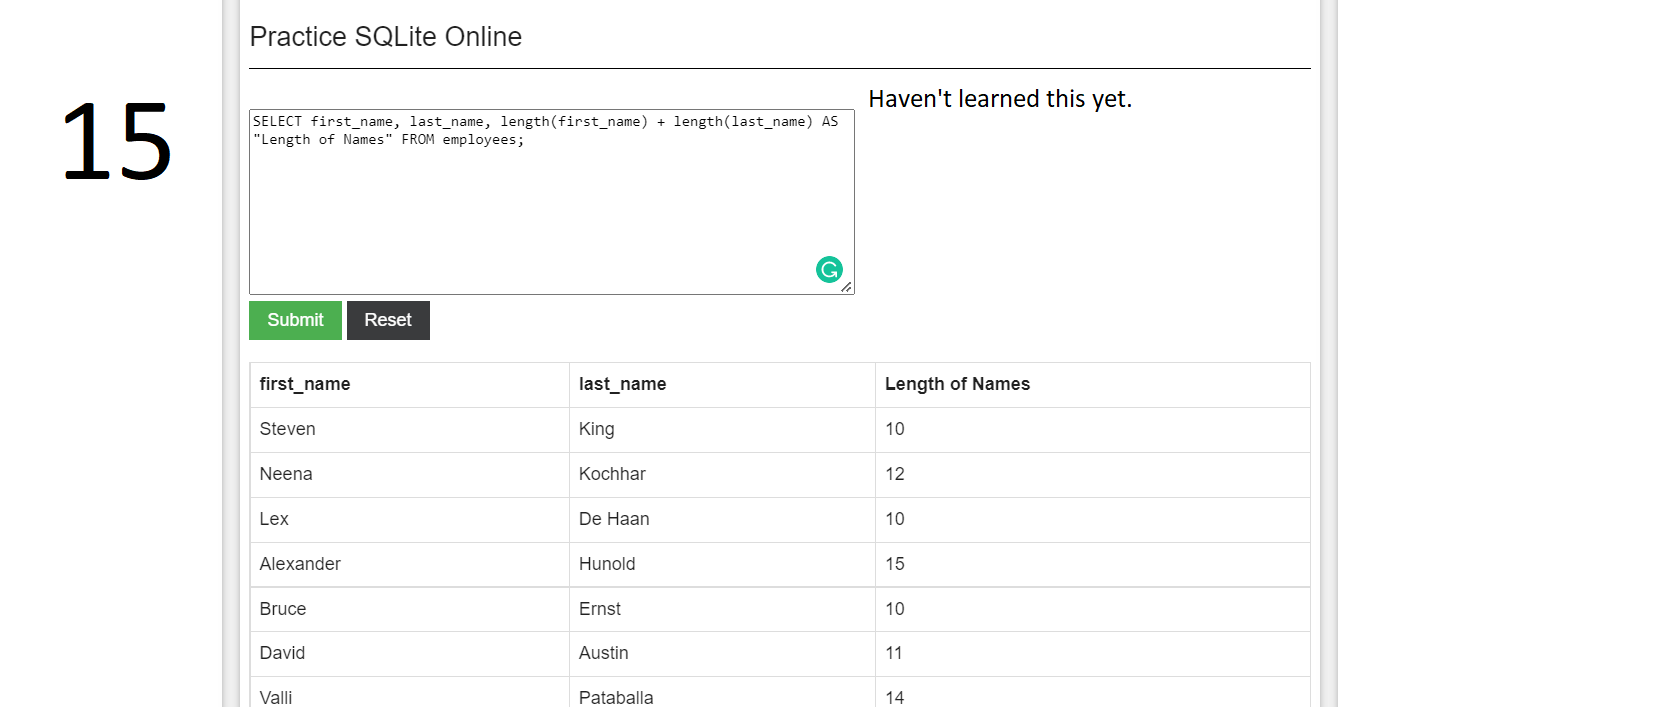 Practice SQLite Online
15
Haven't learned this yet.
SELECT first_name, last_name, length(first_name) + length(last_name) AS
"Length of Names" FROM employees;
Submit Reset
first_name last_name Length of Names
Steven King 10
Neena Kochhar 12
Lex De Haan 10
Alexander Hunold 15
Bruce Ernst 10
David Austin 11
Valli Pataballa 14